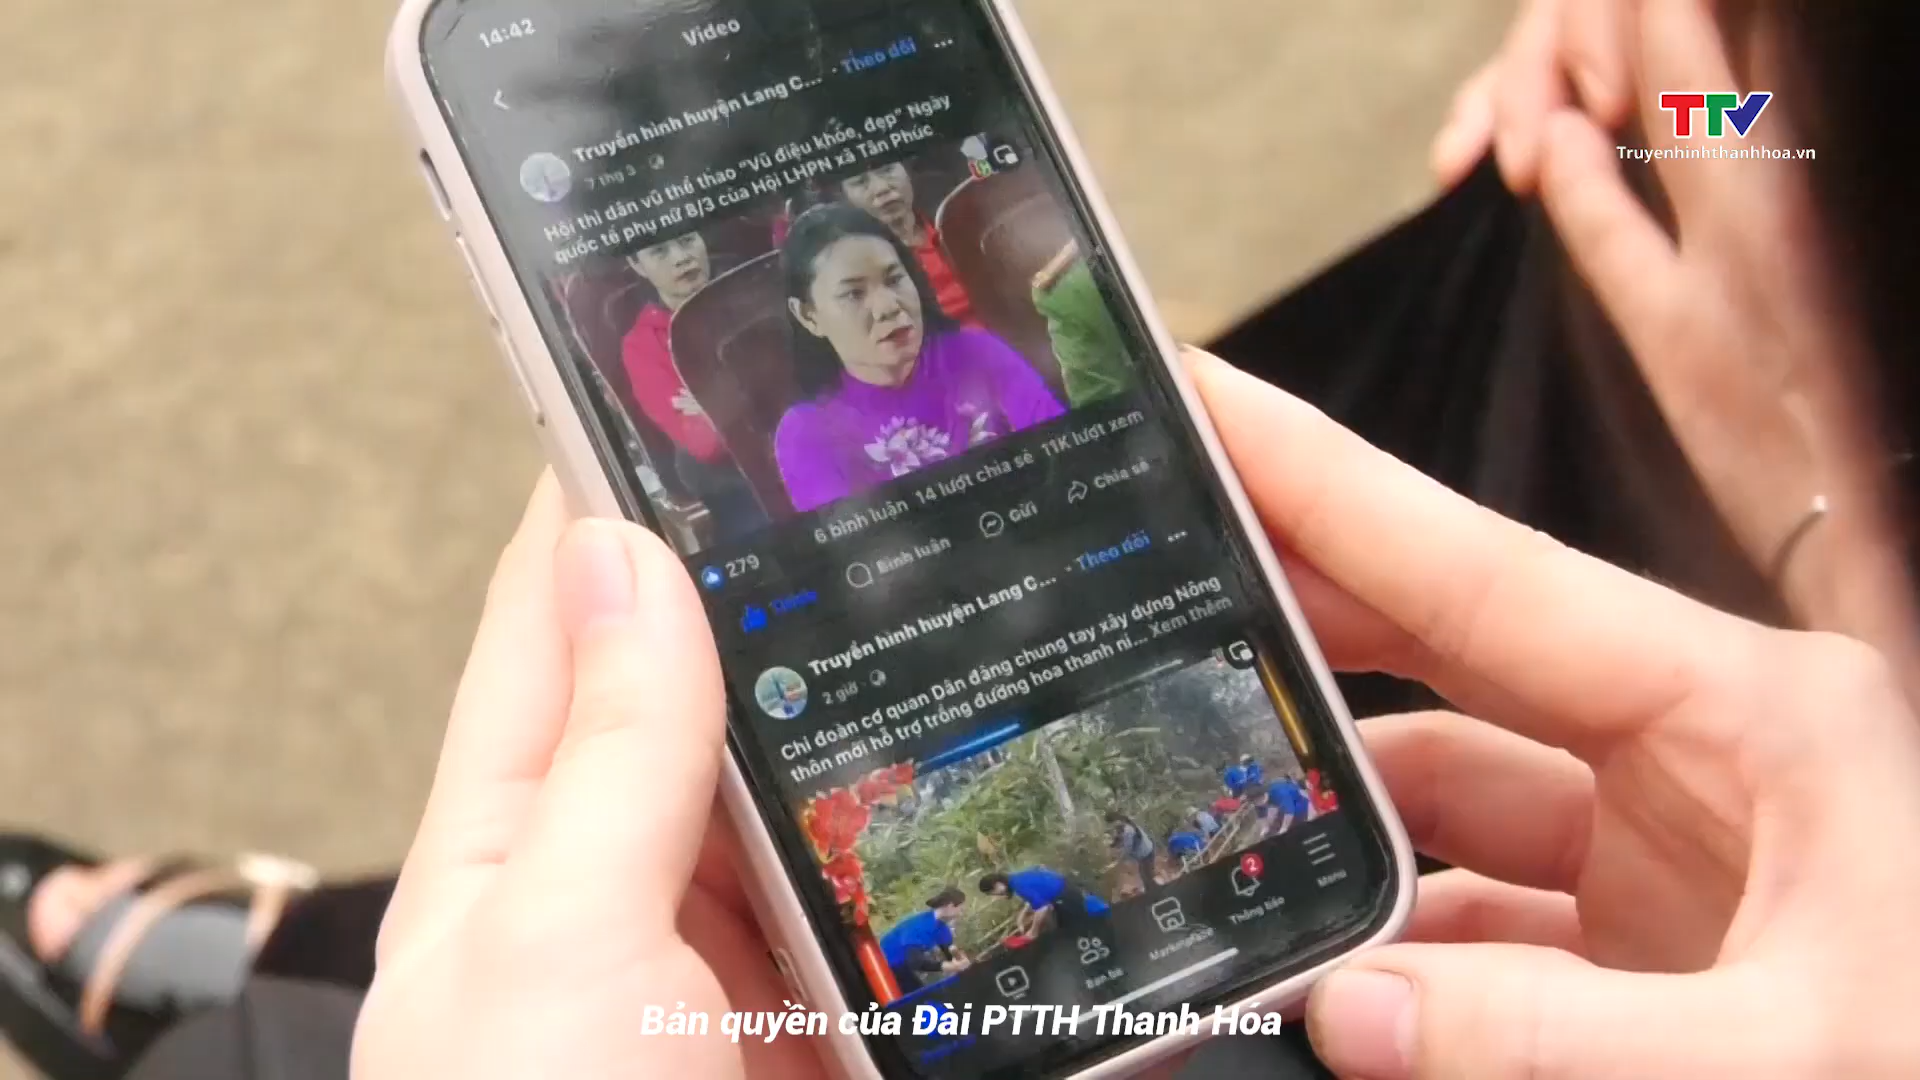 14:42
Video
TTV
Truyenhinhthanhhoa.vn
Truyền hình huyện Lang C... · Theo dõi ...
7 thg 3
Hội thi dân vũ thể thao "Vũ điệu khỏe, đẹp" Ngày
quốc tế phụ nữ 8/3 của Hội LHPN xã Tân Phúc
279
6 bình luận 14 lượt chia sẻ 11K lượt xem
Thích
Bình luận
Gửi
Chia sẻ
Truyền hình huyện Lang C... · Theo dõi ...
2 giờ
Chi đoàn cơ quan Dân đảng chung tay xây dựng Nông
thôn mới hỗ trợ trồng đường hoa thanh ni... Xem thêm
Bạn bè
Marketplace
2
Thông báo
Menu
Bản quyền của Đài PTTH Thanh Hóa